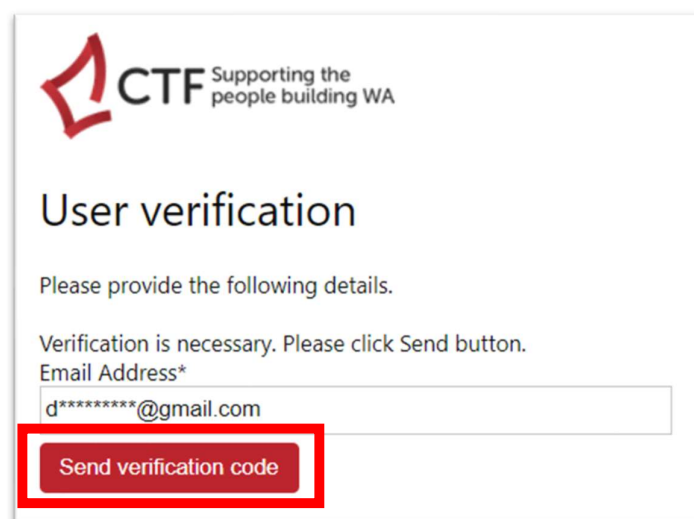 CTF Supporting the
people building WA
User verification
Please provide the following details.
Verification is necessary. Please click Send button.
Email Address*
d*********@gmail.com
Send verification code